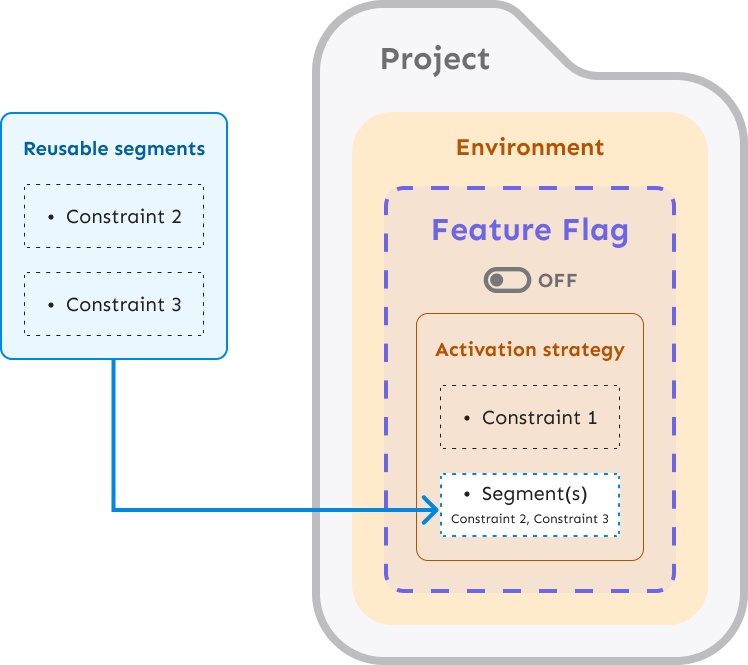 Project
Environment
Feature Flag
OFF
Activation strategy
• Constraint 1
• Segment(s)
Constraint 2, Constraint 3
Reusable segments
• Constraint 2
• Constraint 3